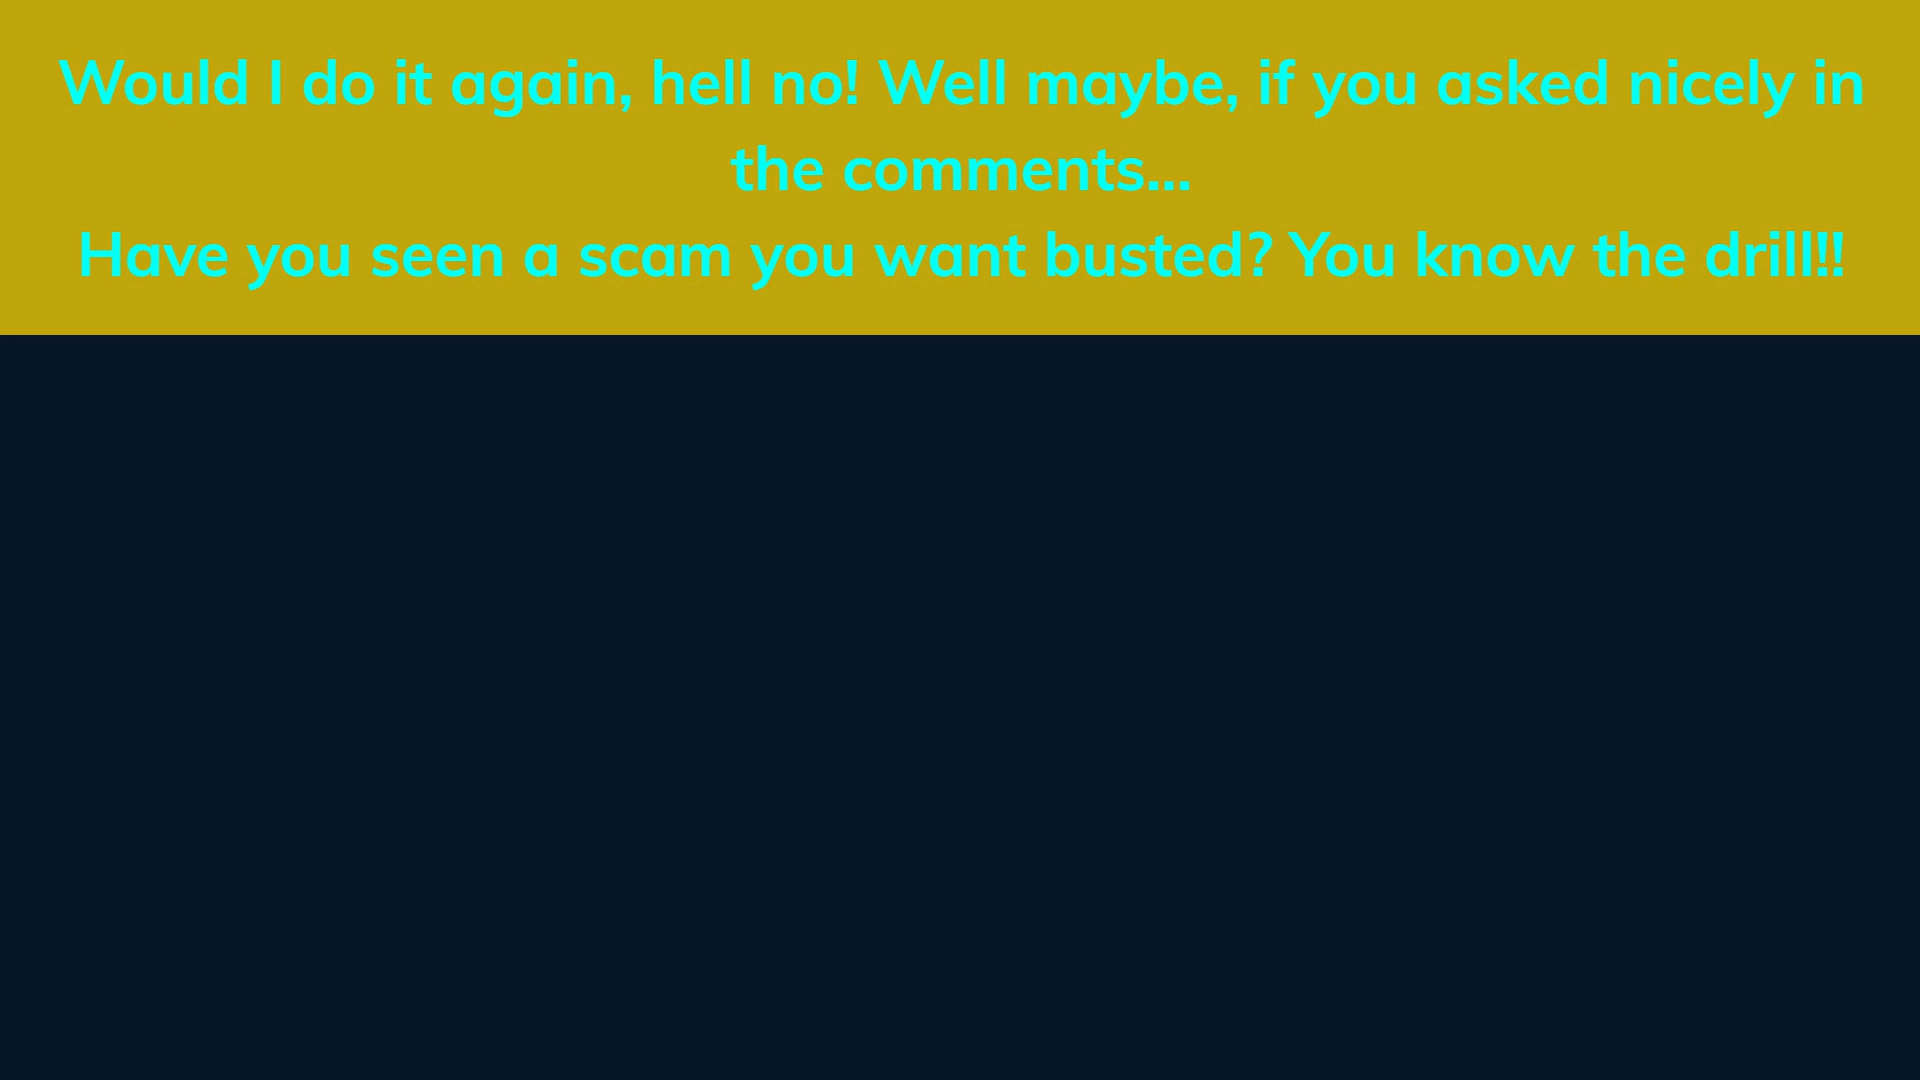 Would I do it again, hell no! Well maybe, if you asked nicely in
the comments...
Have you seen a scam you want busted? You know the drill!!